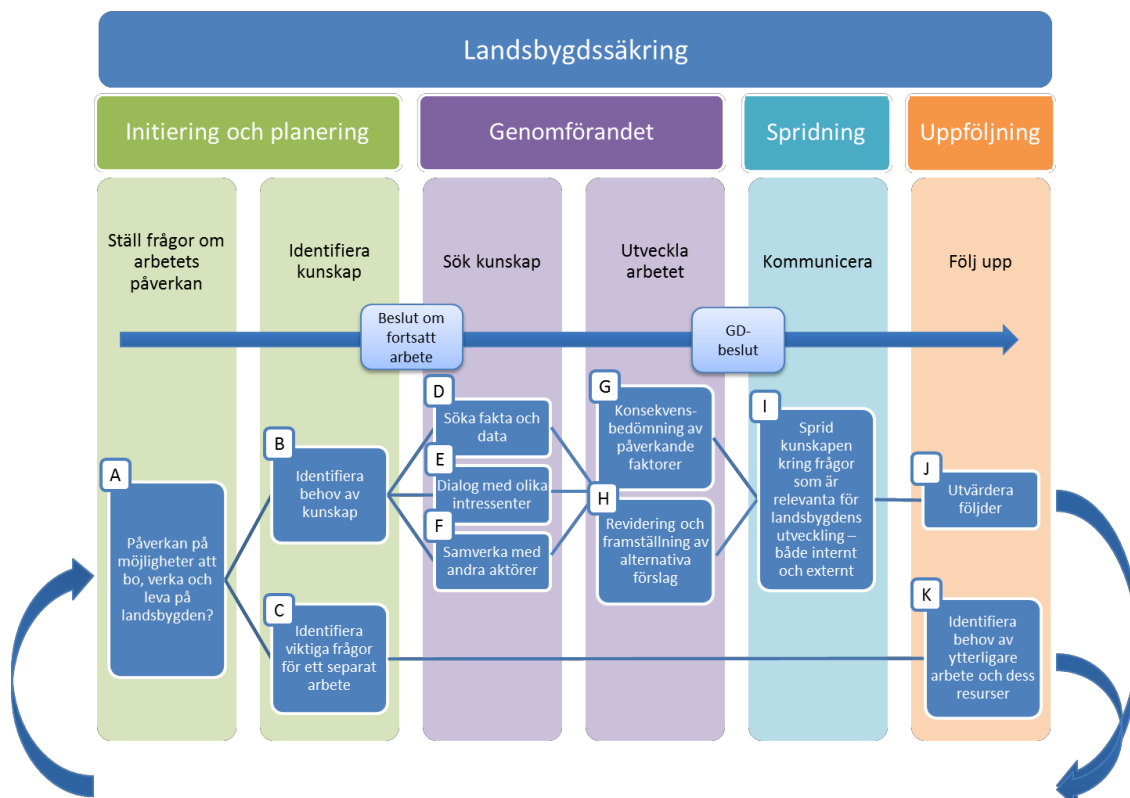 Landsbygdssäkring
Initiering och planering
Genomförandet
Spridning
Uppföljning
Ställ frågor om
arbetets
påverkan
Identifiera
kunskap
Sök kunskap
Utveckla
arbetet
Kommunicera
Följ upp
Beslut om
fortsatt
arbete
GD-
beslut
A
Påverkan på
möjligheter att
bo, verka och
leva på
landsbygden?
B
Identifiera
behov av
kunskap
C
Identifiera
viktiga frågor
för ett separat
arbete
D
Söka fakta och
data
E
Dialog med olika
intressenter
F
Samverka med
andra aktörer
G
Konsekvens-
bedömning av
påverkande
faktorer
H
Revidering och
framställning av
alternativa
förslag
I
Sprid
kunskapen
kring frågor
som är
relevanta för
landsbygdens
utveckling –
både internt
och externt
J
Utvärdera
följder
K
Identifiera
behov av
ytterligare
arbete och dess
resurser